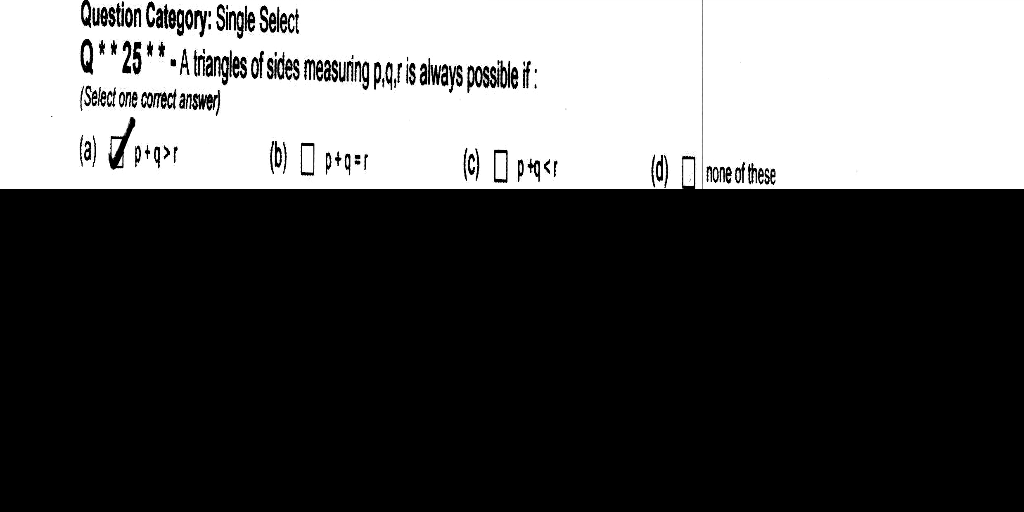 Question Category: Single Select
Q**25** - A triangles of sides measuring p,q,r is always possible if :
(Select one correct answer)
(a) p+q>r (b) p+q=r (c) p+q<r (d) none of these